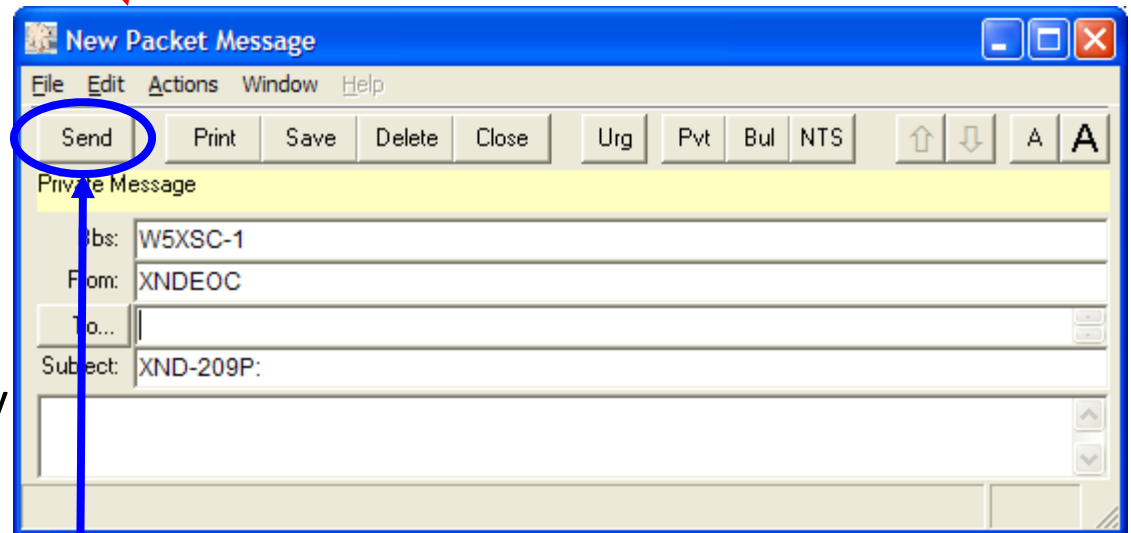 New Packet Message
File Edit Actions Window Help
Send Print Save Delete Close Urg Pvt Bul NTS A A
Private Message
Bbs: W5XSC-1
From: XNDEOC
To...
Subject: XND-209P:
y